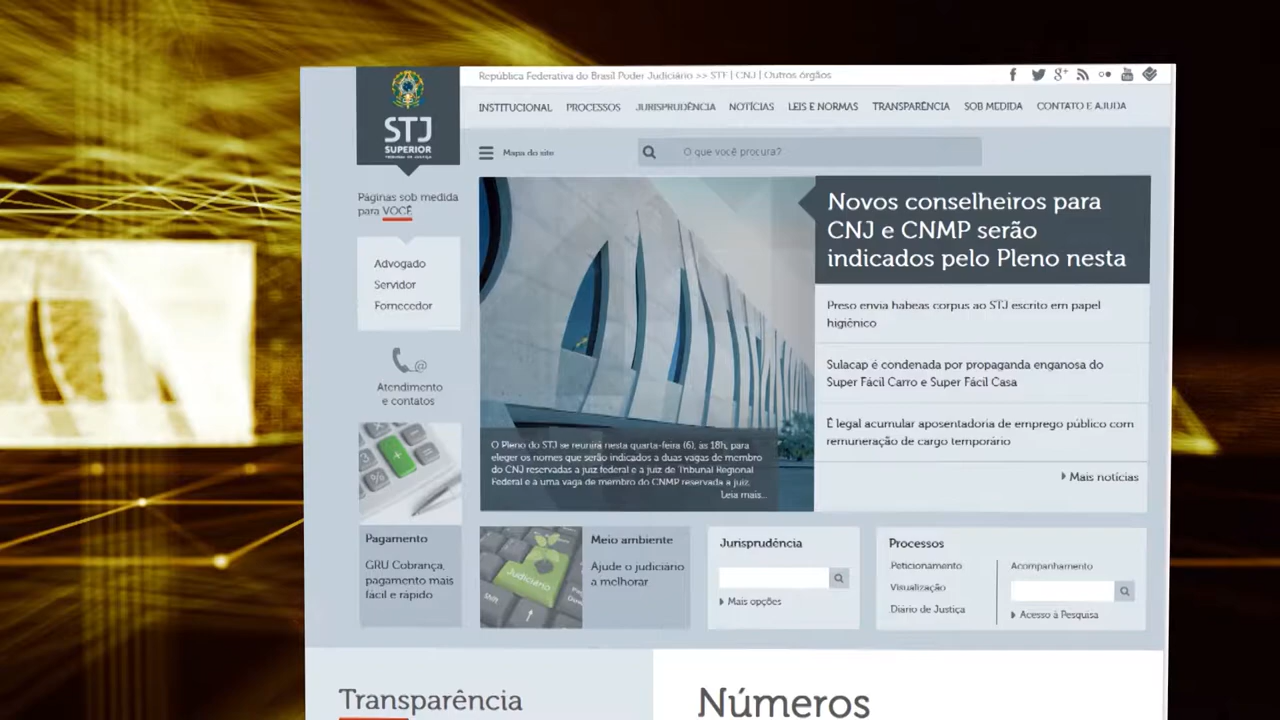 República Federativa do Brasil Poder Judiciário >> STF | CNJ | Outros órgãos
STJ
SUPERIOR
TRIBUNAL DA JUSTIÇA
INSTITUCIONAL PROCESSOS JURISPRUDÊNCIA NOTÍCIAS LEIS E NORMAS TRANSPARÊNCIA SOB MEDIDA CONTATO E AJUDA
Mapa do site
O que você procura?
Páginas sob medida
para VOCÊ
Advogado
Servidor
Fornecedor
Atendimento
e contatos
Pagamento
GRU Cobrança,
pagamento mais
fácil e rápido
O Pleno do STJ se reunirá nesta quarta-feira (6), às 18h, para
eleger os nomes que serão indicados a duas vagas de membro
do CNJ reservadas a juiz federal e a juiz de Tribunal Regional
Federal e a uma vaga de membro do CNMP reservada a juiz.
Leia mais...
Novos conselheiros para
CNJ e CNMP serão
indicados pelo Pleno nesta
Preso envia habeas corpus ao STJ escrito em papel
higiênico
Sulacap é condenada por propaganda enganosa do
Super Fácil Carro e Super Fácil Casa
É legal acumular aposentadoria de emprego público com
remuneração de cargo temporário
Mais notícias
Judiciário
Shift
Meio ambiente
Ajude o judiciário
a melhorar
Jurisprudência
Mais opções
Processos
Peticionamento
Visualização
Diário de Justiça
Acompanhamento
Acesso à Pesquisa
Transparência
Números